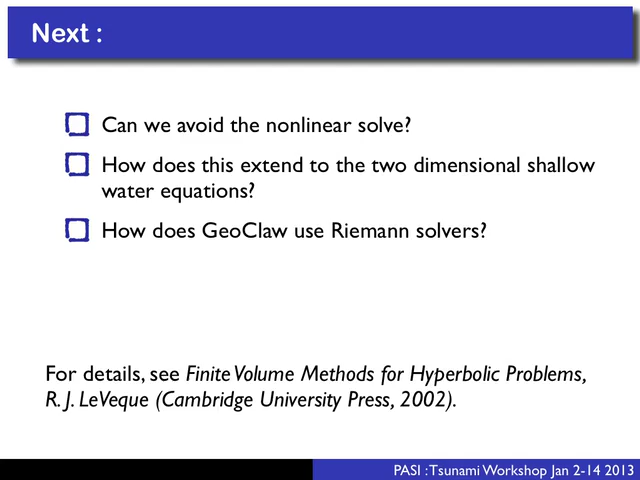 Next :
Can we avoid the nonlinear solve?
How does this extend to the two dimensional shallow
water equations?
How does GeoClaw use Riemann solvers?
For details, see Finite Volume Methods for Hyperbolic Problems,
R. J. LeVeque (Cambridge University Press, 2002).
PASI : Tsunami Workshop Jan 2-14 2013